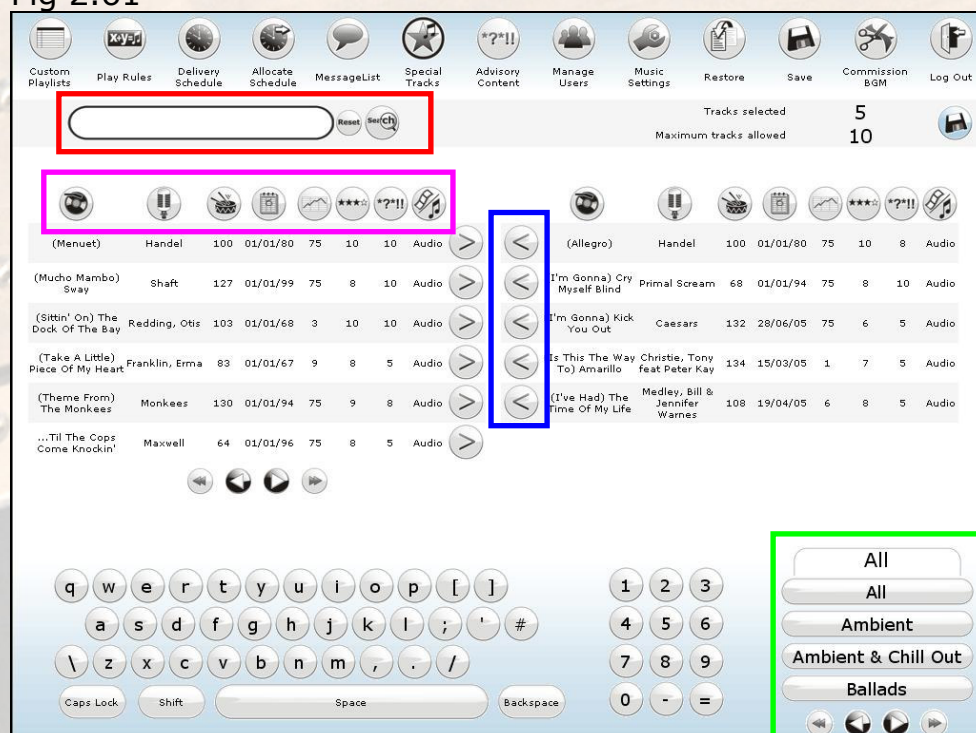 Fig 2.61
x+y=♫ *?*!!
Custom Playlists Play Rules Delivery Schedule Allocate Schedule MessageList Special Tracks Advisory Content Manage Users Music Settings Restore Save Commission BGM Log Out
Reset Search
Tracks selected 5
Maximum tracks allowed 10
★★★☆ *?*!! ★★★☆ *?*!!
(Menuet) Handel 100 01/01/80 75 10 10 Audio > < (Allegro) Handel 100 01/01/80 75 10 8 Audio
(Mucho Mambo) Sway Shaft 127 01/01/99 75 8 10 Audio > < I'm Gonna) Cry Myself Blind Primal Scream 68 01/01/94 75 8 10 Audio
(Sittin' On) The Dock Of The Bay Redding, Otis 103 01/01/68 3 10 10 Audio > < I'm Gonna) Kick You Out Caesars 132 28/06/05 75 6 5 Audio
(Take A Little) Piece Of My Heart Franklin, Erma 83 01/01/67 9 8 5 Audio > < Is This The Way To) Amarillo Christie, Tony feat Peter Kay 134 15/03/05 1 7 5 Audio
(Theme From) The Monkees Monkees 130 01/01/94 75 9 8 Audio > < (I've Had) The Time Of My Life Medley, Bill & Jennifer Warnes 108 19/04/05 6 8 5 Audio
...Til The Cops Come Knockin' Maxwell 64 01/01/96 75 8 5 Audio >
All
q w e r t y u i o p [ ] 1 2 3 All
a s d f g h j k l ; ' # 4 5 6 Ambient
\ z x c v b n m , . / 7 8 9 Ambient & Chill Out
Caps Lock Shift Space Backspace 0 - = Ballads